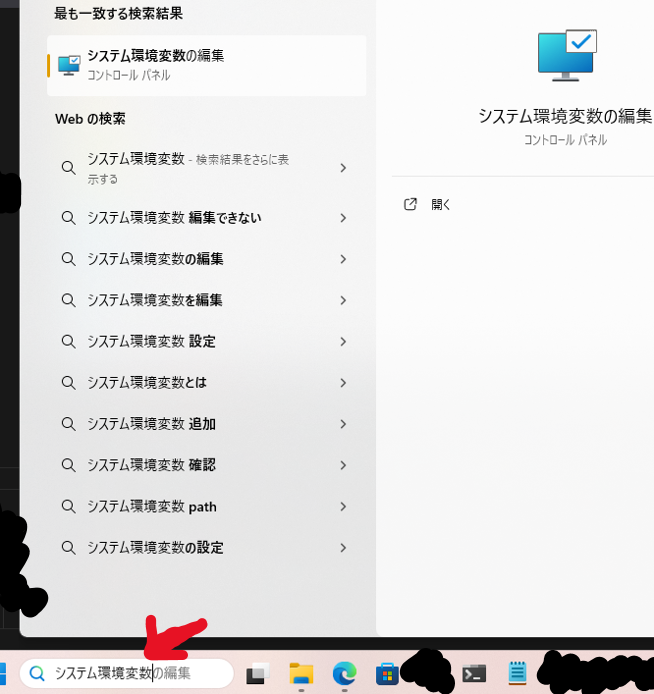 最も一致する検索結果
システム環境変数の編集
コントロール パネル
Web の検索
システム環境変数 - 検索結果をさらに表
示する
システム環境変数 編集できない
システム環境変数の編集
システム環境変数を編集
システム環境変数 設定
システム環境変数とは
システム環境変数 追加
システム環境変数 確認
システム環境変数 path
システム環境変数の設定
システム環境変数の編集
コントロール パネル
開く
システム環境変数の編集